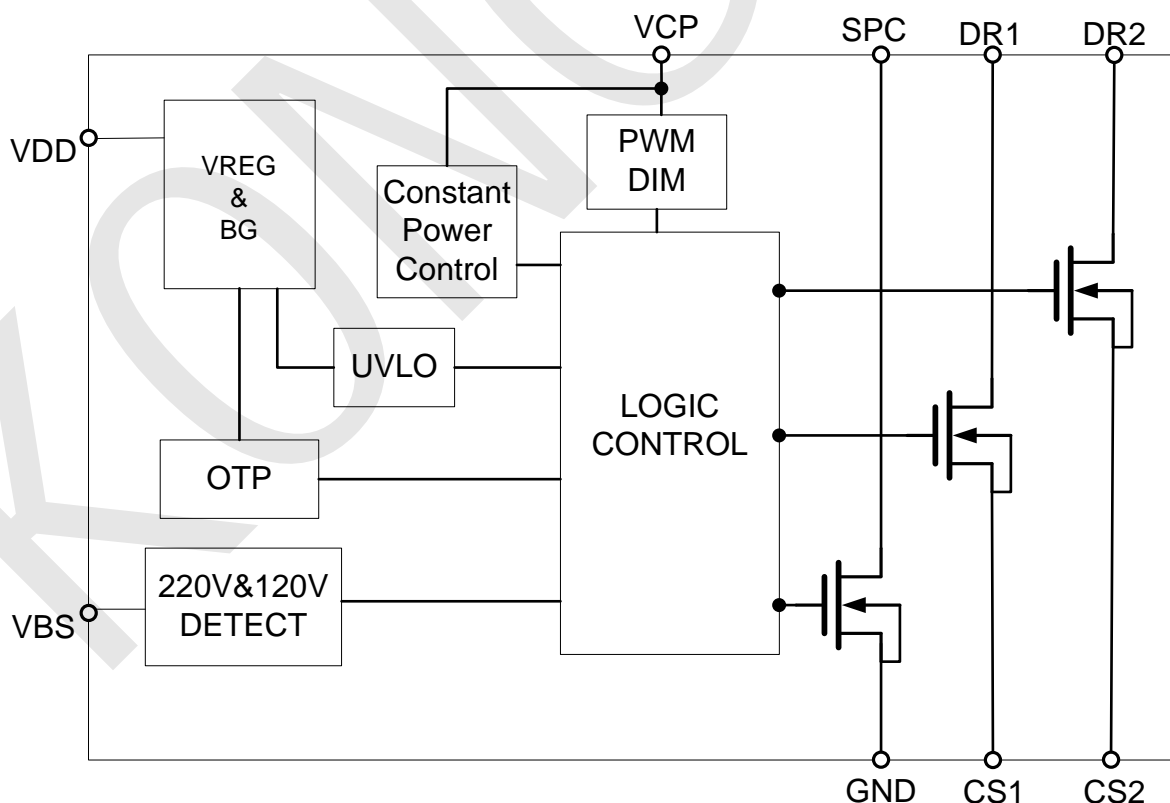 VCP
SPC
DR1
DR2
VDD
VREG
&
BG
Constant
Power
Control
PWM
DIM
UVLO
LOGIC
CONTROL
OTP
220V&120V
DETECT
VBS
GND
CS1
CS2